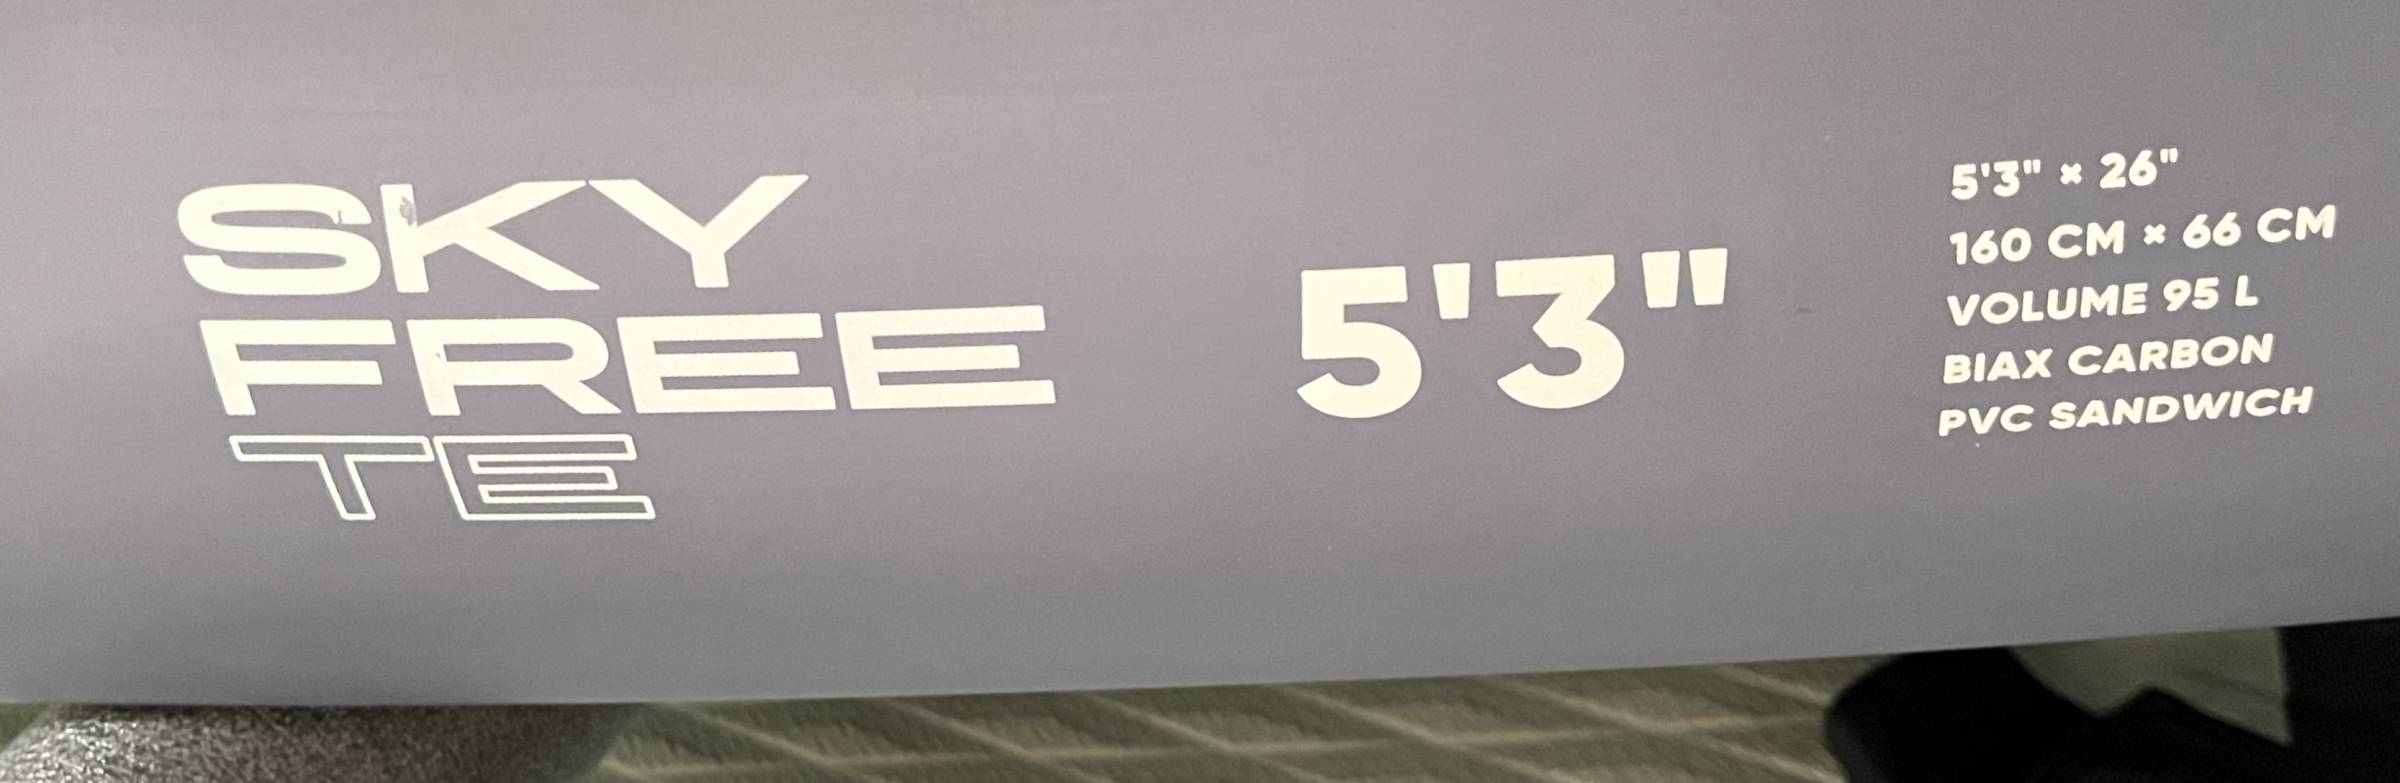 SKY
FREE
TE
5'3"
5'3" × 26"
160 CM × 66 CM
VOLUME 95 L
BIAX CARBON
PVC SANDWICH